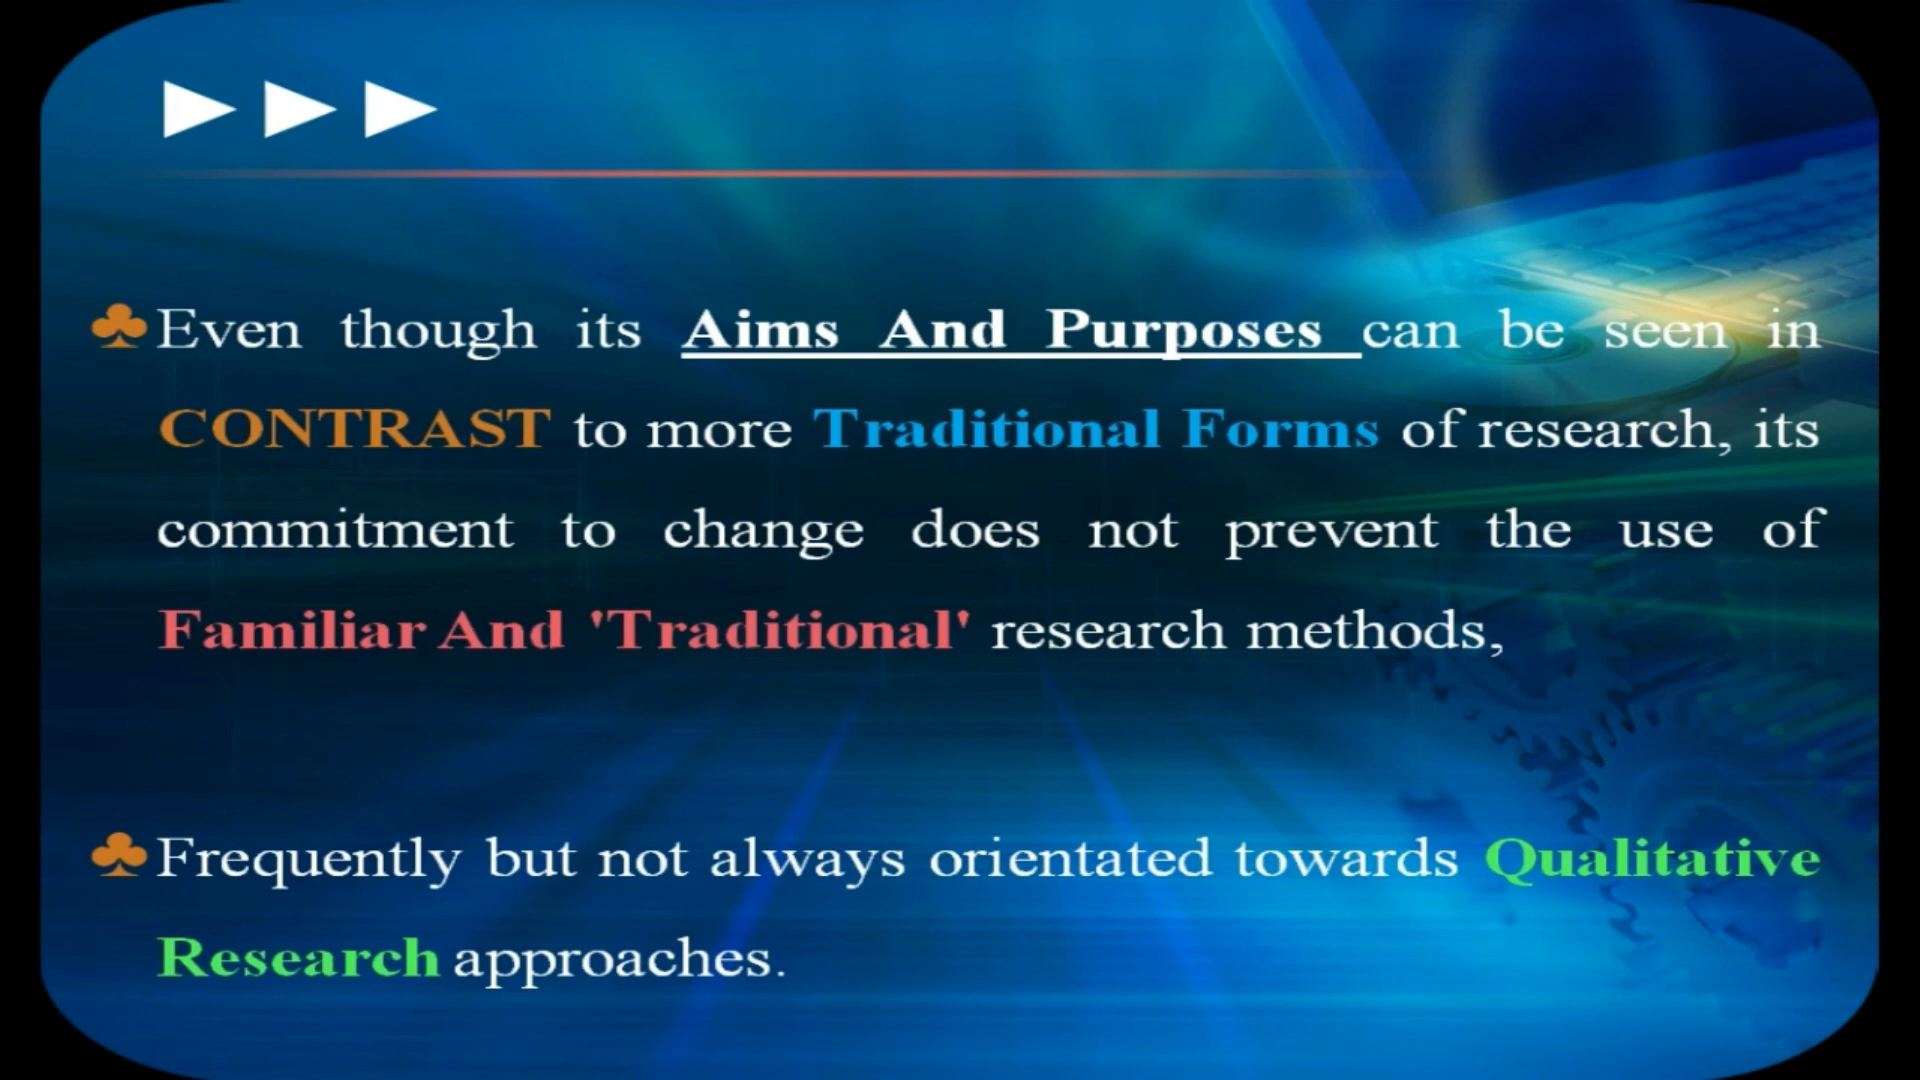 Even though its Aims And Purposes can be seen in
CONTRAST to more Traditional Forms of research, its
commitment to change does not prevent the use of
Familiar And 'Traditional' research methods,
Frequently but not always orientated towards Qualitative
Research approaches.